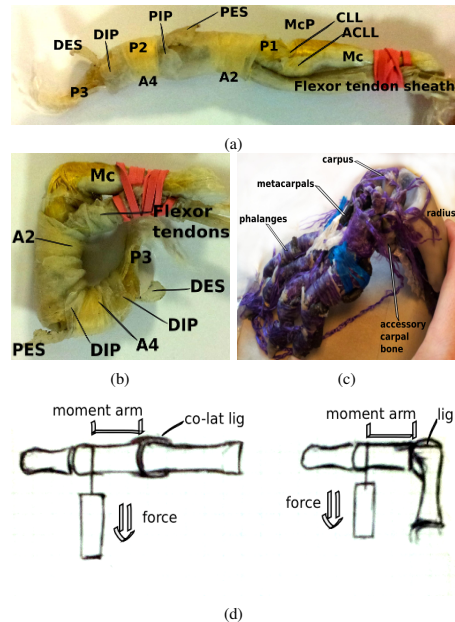 PES
PIP
McP
CLL
ACLL
DIP
DES
P2
P1
Mc
P3
A4
A2
Flexor tendon sheath
(a)
Mc
Flexor
tendons
A2
P3
DES
DIP
A4
DIP
PES
(b)
carpus
metacarpals
phalanges
radius
accessory
carpal
bone
(c)
moment arm
co-lat lig
force
moment arm
lig
force
(d)